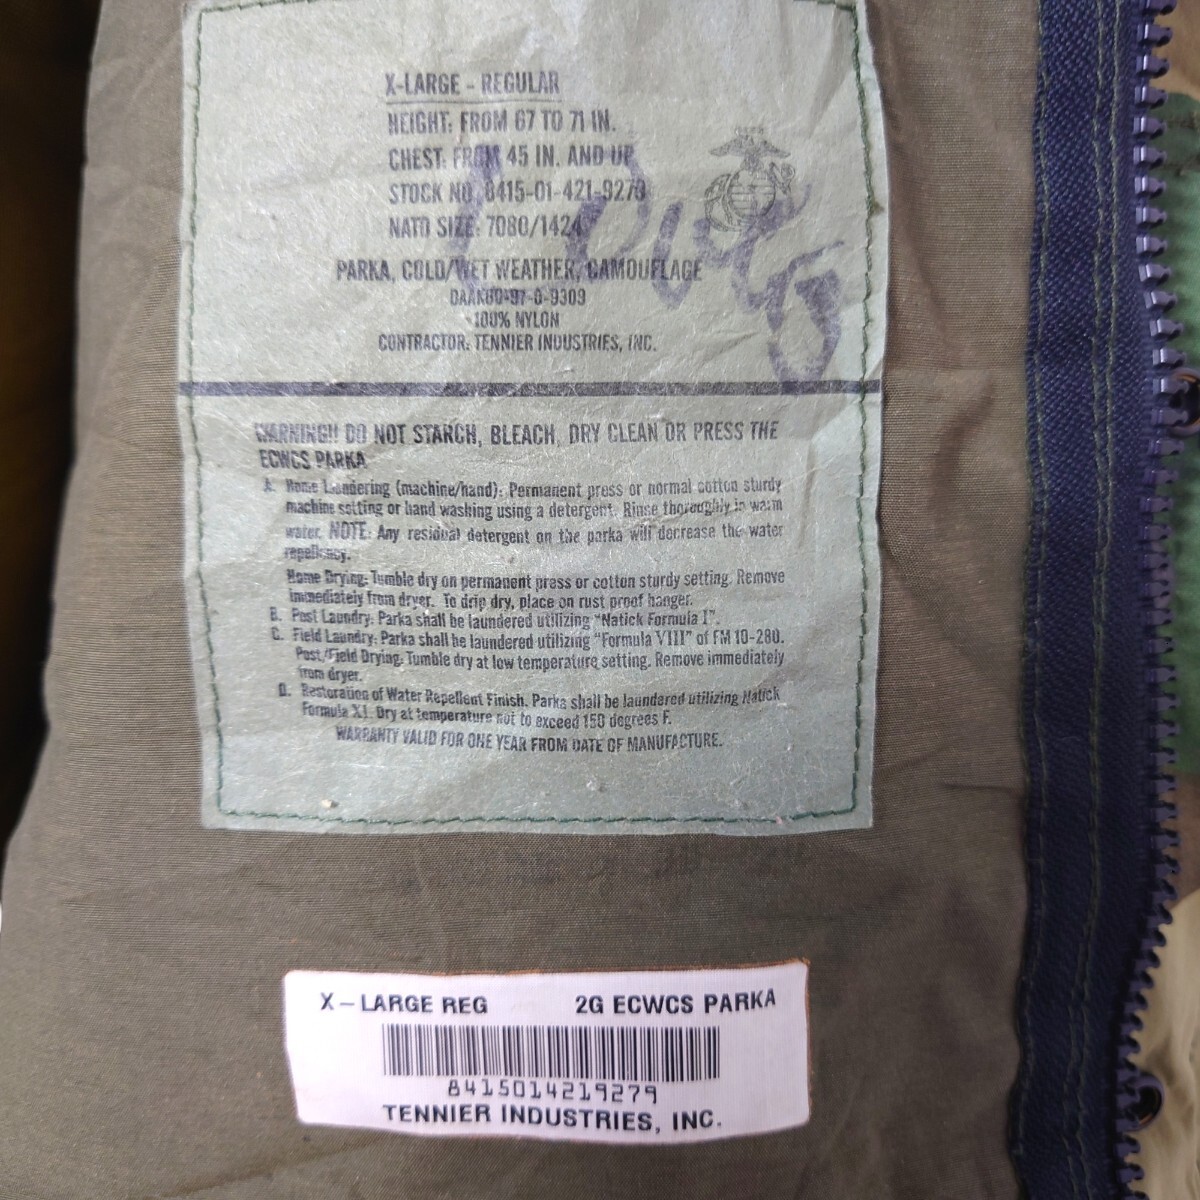 X-LARGE - REGULAR
HEIGHT: FROM 67 TO 71 IN.
CHEST: FROM 45 IN. AND UP
STOCK NO. 8415-01-421-9279
NATO SIZE: 7080/1424
PARKA, COLD/WET WEATHER, CAMOUFLAGE
DAAK60-97-D-9309
100% NYLON
CONTRACTOR: TENNIER INDUSTRIES, INC.
WARNING!! DO NOT STARCH, BLEACH, DRY CLEAN OR PRESS THE
ECWCS PARKA
A. Home Laundering (machine/hand): Permanent press or normal cotton sturdy
machine setting or hand washing using a detergent. Rinse thoroughly in warm
water. NOTE: Any residual detergent on the parka will decrease the water
repellency.
Home Drying: Tumble dry on permanent press or cotton sturdy setting. Remove
immediately from dryer. To drip dry, place on rust proof hanger.
B. Post Laundry: Parka shall be laundered utilizing "Natick Formula I".
C. Field Laundry: Parka shall be laundered utilizing "Formula VIII" of FM 10-280.
Post/Field Drying: Tumble dry at low temperature setting. Remove immediately
from dryer.
D. Restoration of Water Repellent Finish. Parka shall be laundered utilizing Natick
Formula XI. Dry at temperature not to exceed 150 degrees F.
WARRANTY VALID FOR ONE YEAR FROM DATE OF MANUFACTURE.
X-LARGE REG 2G ECWCS PARKA
8415014219279
TENNIER INDUSTRIES, INC.